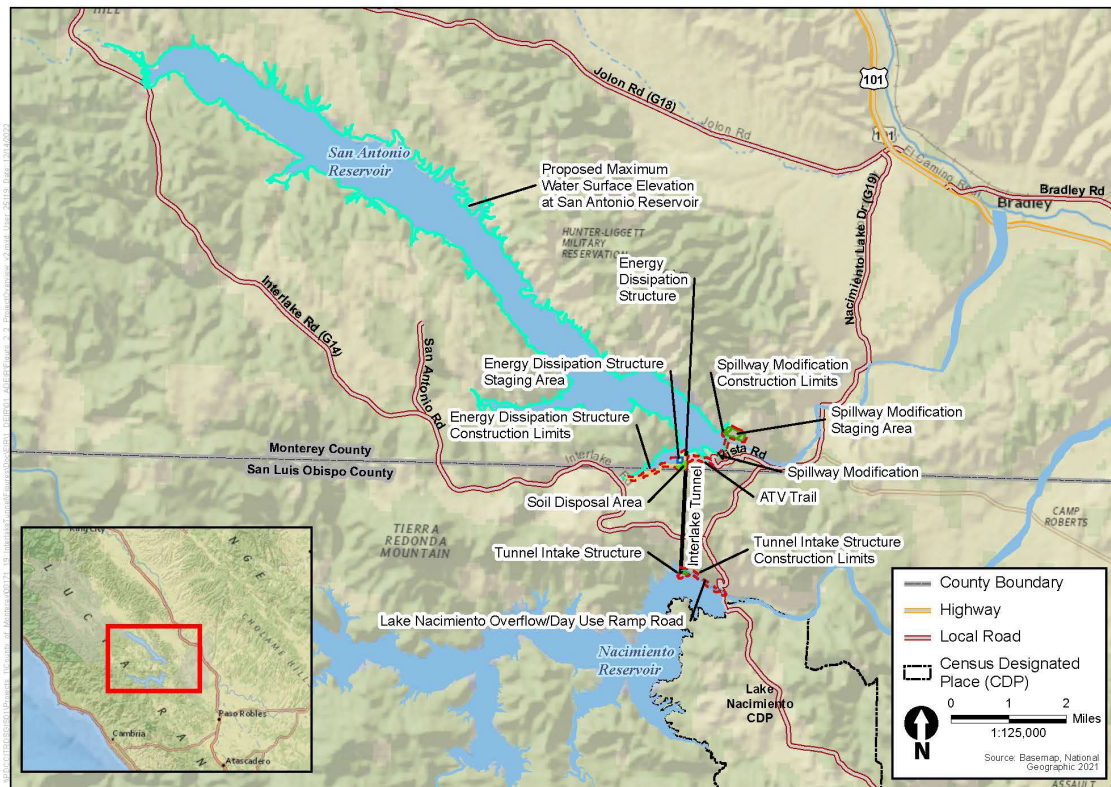 HILL
Jolon Rd (G18)
Jolon Rd
101
101
El Camino Real
Bradley Rd
Bradley
Nacimiento Lake Dr (G19)
San Antonio
Reservoir
Proposed Maximum
Water Surface Elevation
at San Antonio Reservoir
HUNTER-LIGGETT
MILITARY
RESERVATION
Energy
Dissipation
Structure
Interlake Rd (G14)
San Antonio
Rd
Energy Dissipation Structure
Staging Area
Spillway Modification
Construction Limits
Energy Dissipation Structure
Construction Limits
Spillway Modification
Staging Area
Monterey County
San Luis Obispo County
Interlake
Vista Rd
Spillway Modification
Soil Disposal Area
ATV Trail
Interlake Tunnel
CAMP
ROBERTS
TIERRA
REDONDA
MOUNTAIN
Tunnel Intake Structure
Tunnel Intake Structure
Construction Limits
Lake Nacimiento Overflow/Day Use Ramp Road
Nacimiento
Reservoir
Lake
Nacimiento
CDP
King City
LUCIA RAN
NGE
CHOLAME HILL
Paso Robles
Cambria
Atascadero
County Boundary
Highway
Local Road
Census Designated
Place (CDP)
0 1 2
Miles
1:125,000
N
Source: Basemap, National
Geographic 2021
ASSAULT